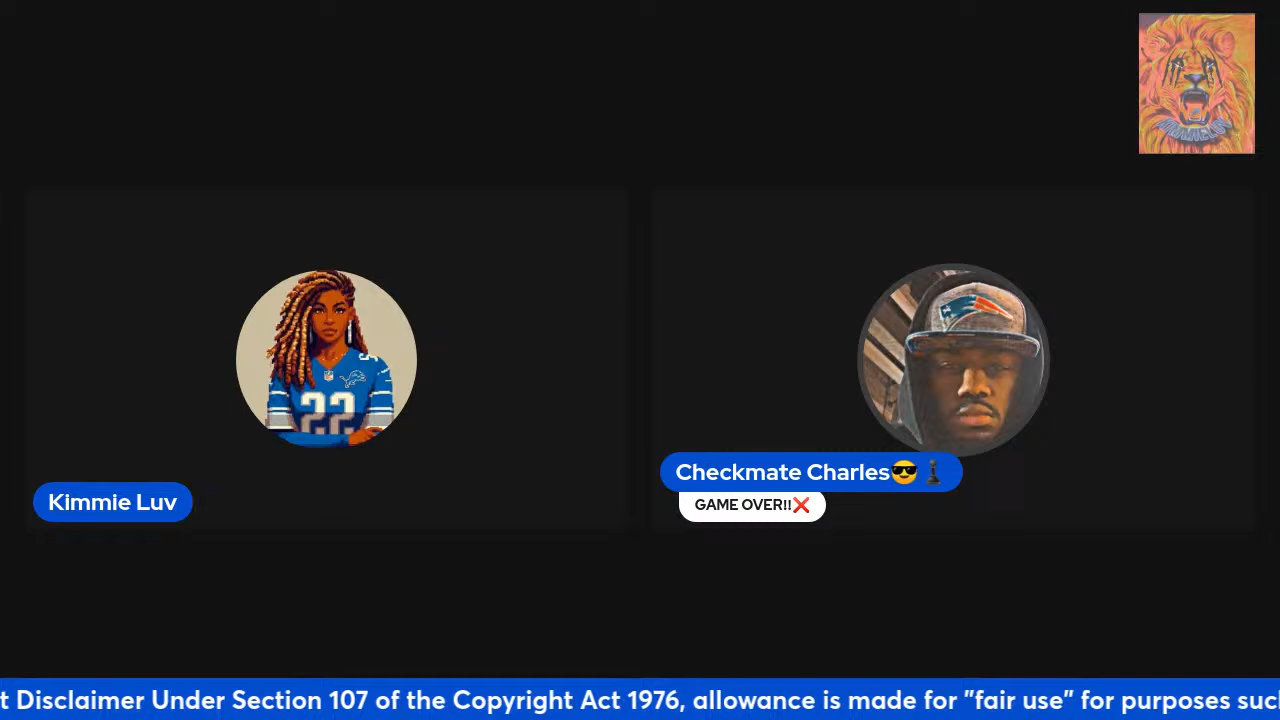 Kimmie Luv
22
Checkmate Charles😎♟️
GAME OVER!!❌
t Disclaimer Under Section 107 of the Copyright Act 1976, allowance is made for "fair use" for purposes suc